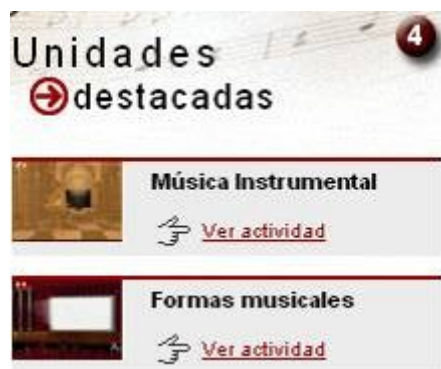 Unidades
destacadas
4
Música Instrumental
Ver actividad
Formas musicales
Ver actividad